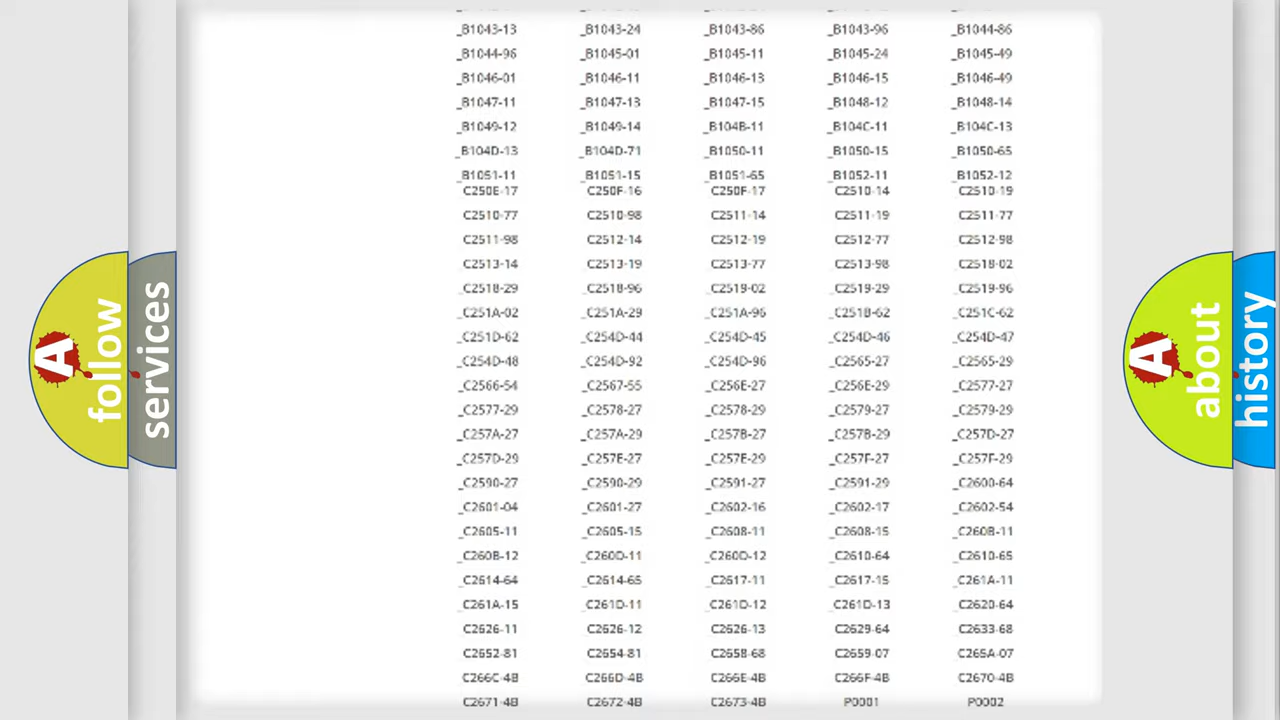 _B1043-13 _B1043-24 _B1043-86 _B1043-96 _B1044-86
_B1044-96 _B1045-01 _B1045-11 _B1045-24 _B1045-49
_B1046-01 _B1046-11 _B1046-13 _B1046-15 _B1046-49
_B1047-11 _B1047-13 _B1047-15 _B1048-12 _B1048-14
_B1049-12 _B1049-14 _B104B-11 _B104C-11 _B104C-13
_B104D-13 _B104D-71 _B1050-11 _B1050-15 _B1050-65
_B1051-11 _B1051-15 _B1051-65 _B1052-11 _B1052-12
C250E-17 C250F-16 C250F-17 C2510-14 C2510-19
C2510-77 C2510-98 C2511-14 C2511-19 C2511-77
C2511-98 C2512-14 C2512-19 C2512-77 C2512-98
C2513-14 C2513-19 C2513-77 C2513-98 C2518-02
_C2518-29 _C2518-96 _C2519-02 _C2519-29 _C2519-96
_C251A-02 _C251A-29 _C251A-96 _C251B-62 _C251C-62
_C251D-62 _C254D-44 _C254D-45 _C254D-46 _C254D-47
_C254D-48 _C254D-92 _C254D-96 _C2565-27 _C2565-29
_C2566-54 _C2567-55 _C256E-27 _C256E-29 _C2577-27
_C2577-29 _C2578-27 _C2578-29 _C2579-27 _C2579-29
_C257A-27 _C257A-29 _C257B-27 _C257B-29 _C257D-27
_C257D-29 _C257E-27 _C257E-29 _C257F-27 _C257F-29
_C2590-27 _C2590-29 _C2591-27 _C2591-29 _C2600-64
_C2601-04 _C2601-27 _C2602-16 _C2602-17 _C2602-54
_C2605-11 _C2605-15 _C2608-11 _C2608-15 _C260B-11
_C260B-12 _C260D-11 _C260D-12 _C2610-64 _C2610-65
_C2614-64 _C2614-65 _C2617-11 _C2617-15 _C261A-11
_C261A-15 _C261D-11 _C261D-12 _C261D-13 _C2620-64
C2626-11 C2626-12 C2626-13 C2629-64 C2633-68
C2652-81 C2654-81 C2658-68 C2659-07 C265A-07
C266C-4B C266D-4B C266E-4B C266F-4B C2670-4B
C2671-4B C2672-4B C2673-4B P0001 P0002
A follow
services
A about
history